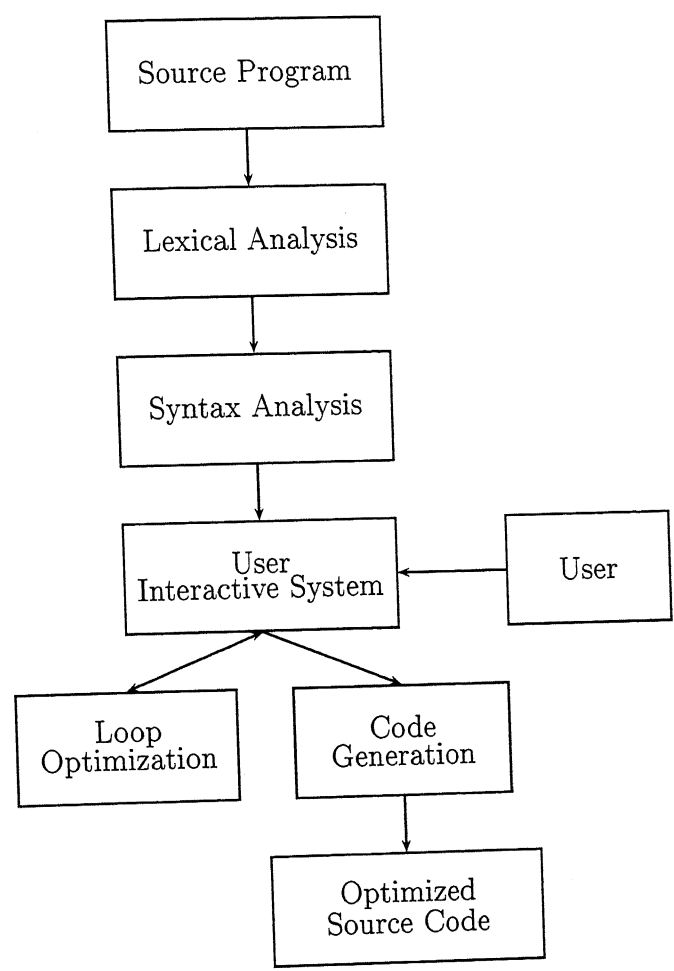 Source Program
Lexical Analysis
Syntax Analysis
User
Interactive System
User
Loop
Optimization
Code
Generation
Optimized
Source Code